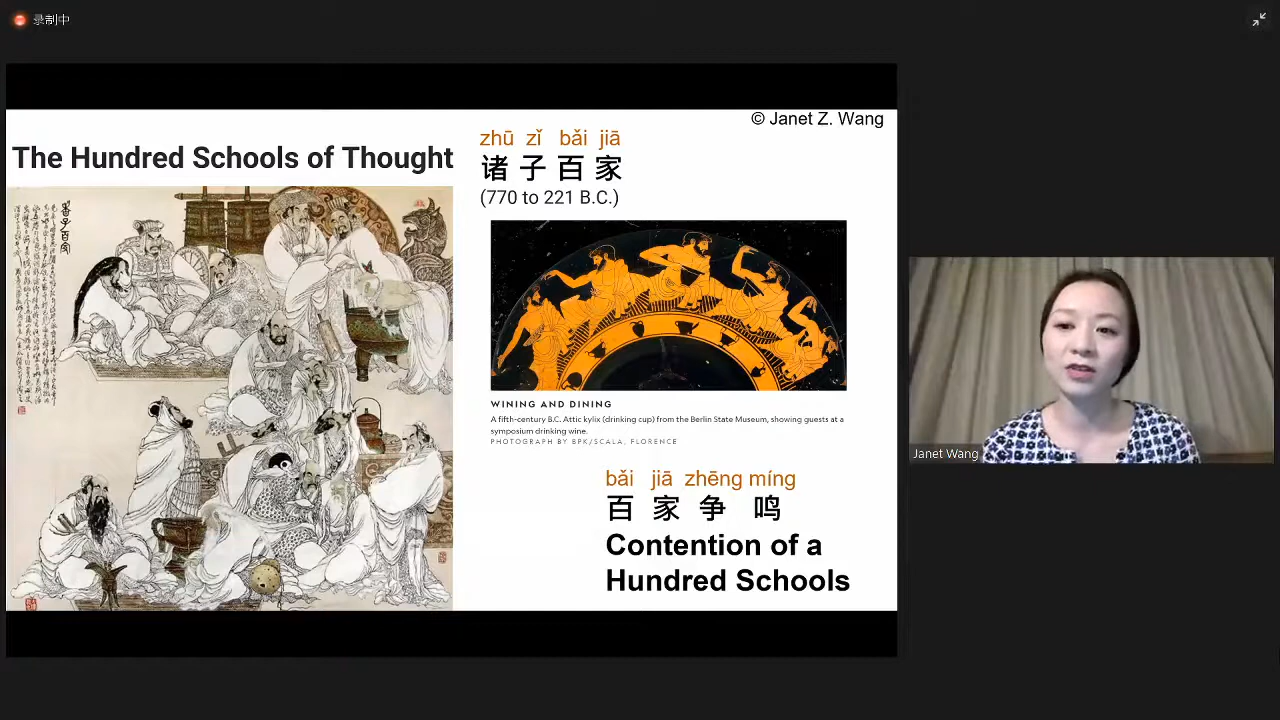 录制中
© Janet Z. Wang
The Hundred Schools of Thought
zhū zǐ bǎi jiā
诸子百家
(770 to 221 B.C.)
WINING AND DINING
A fifth-century B.C. Attic kylix (drinking cup) from the Berlin State Museum, showing guests at a
symposium drinking wine.
PHOTOGRAPH BY BPK/SCALA, FLORENCE
bǎi jiā zhēng míng
百家争鸣
Contention of a
Hundred Schools
Janet Wang